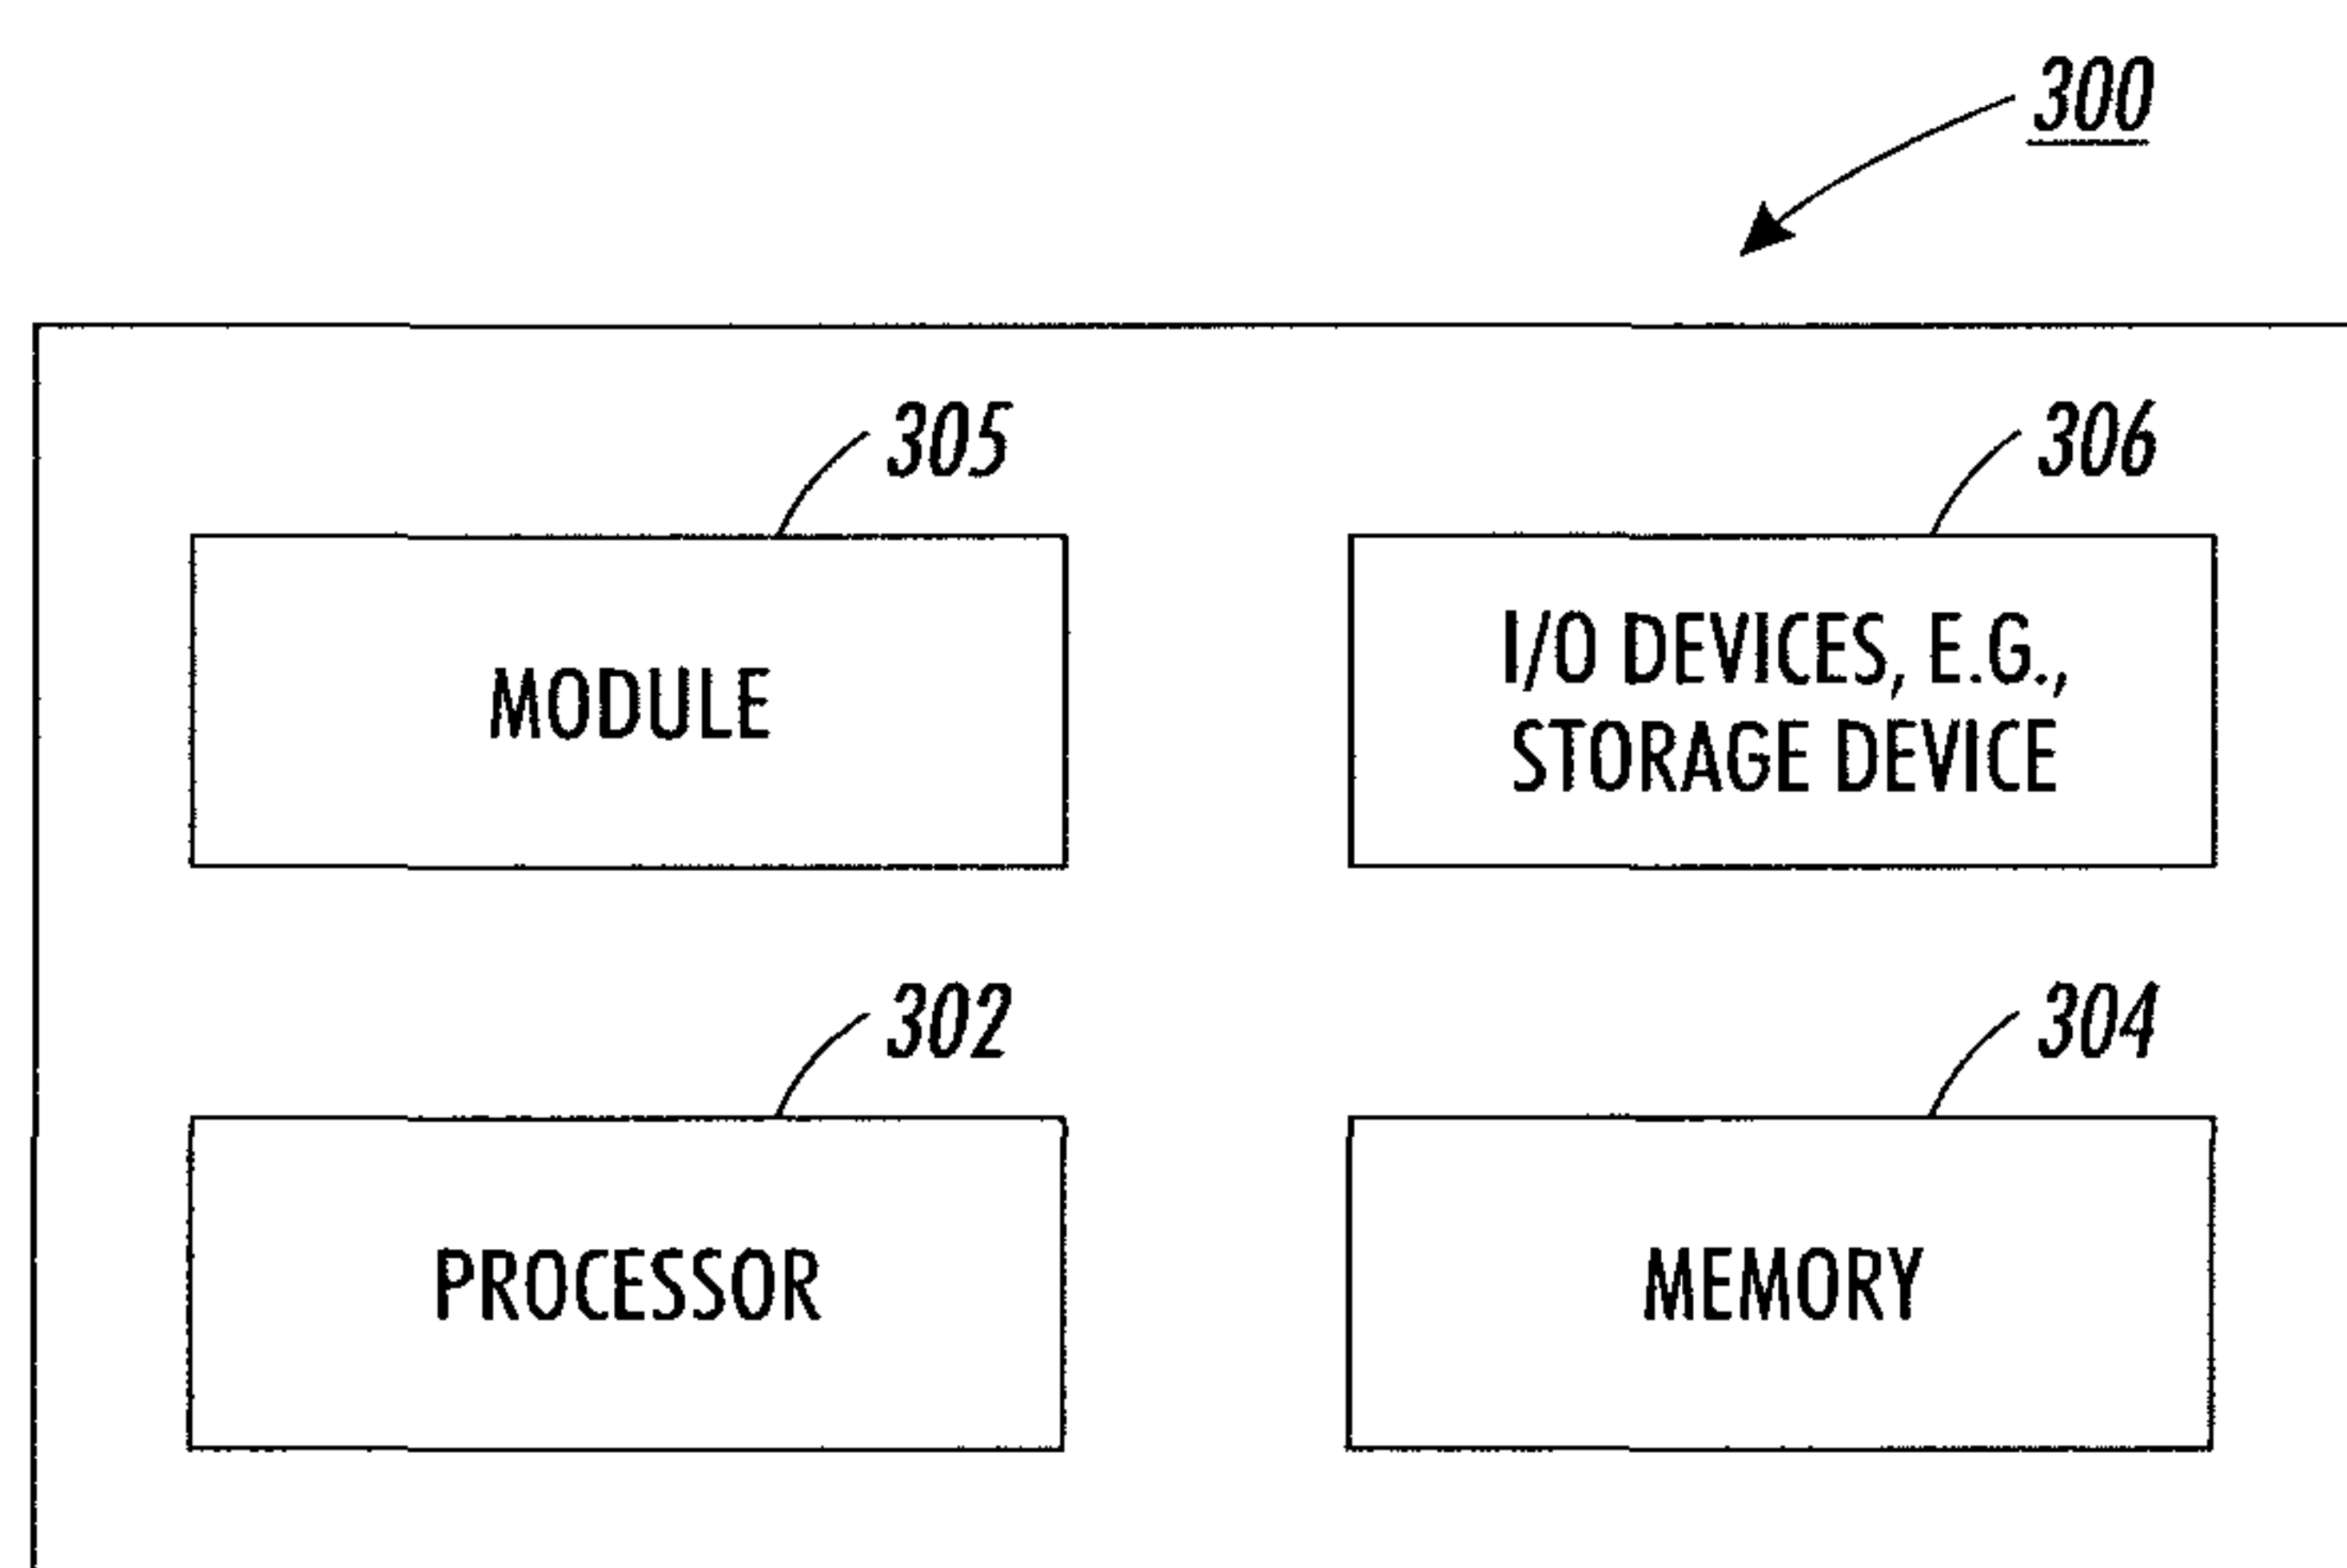 300
305
306
MODULE
I/O DEVICES, E.G.,
STORAGE DEVICE
302
304
PROCESSOR
MEMORY